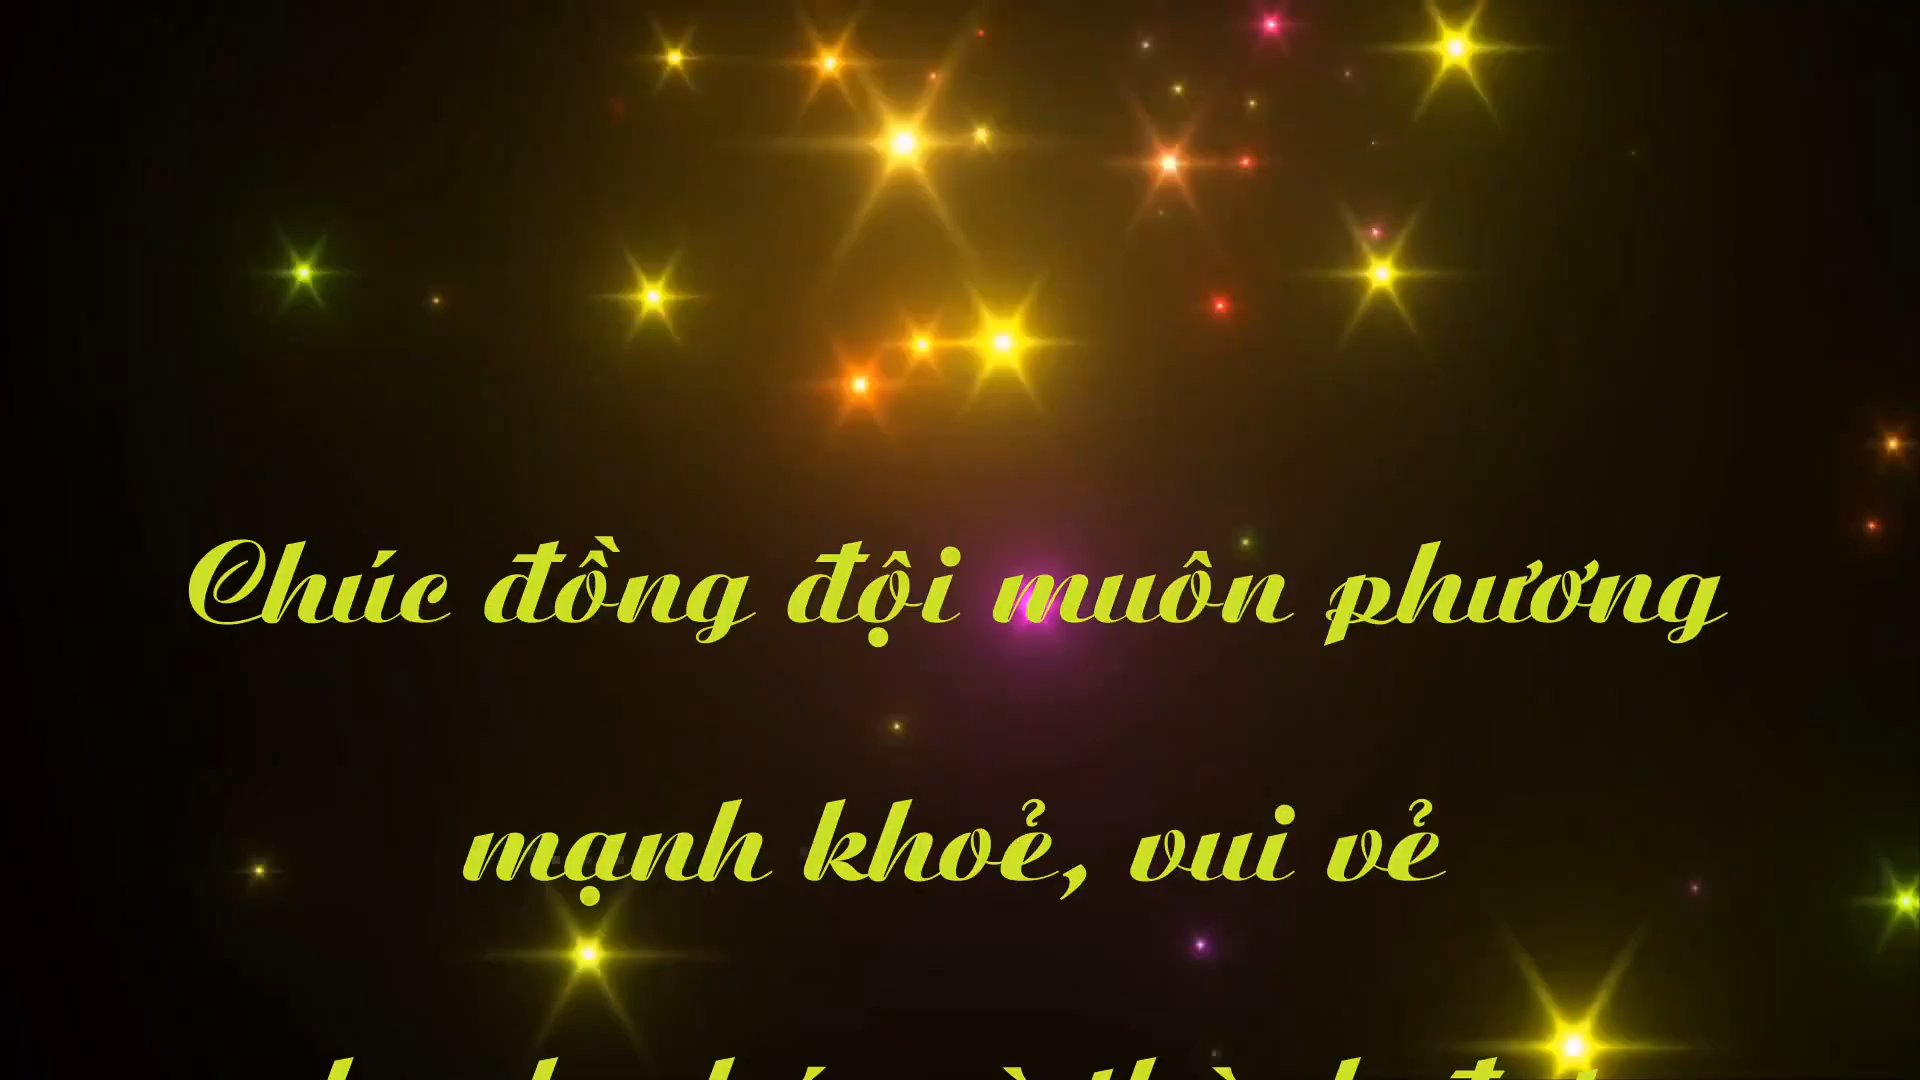 Chúc đồng đội muôn phương
mạnh khoẻ, vui vẻ